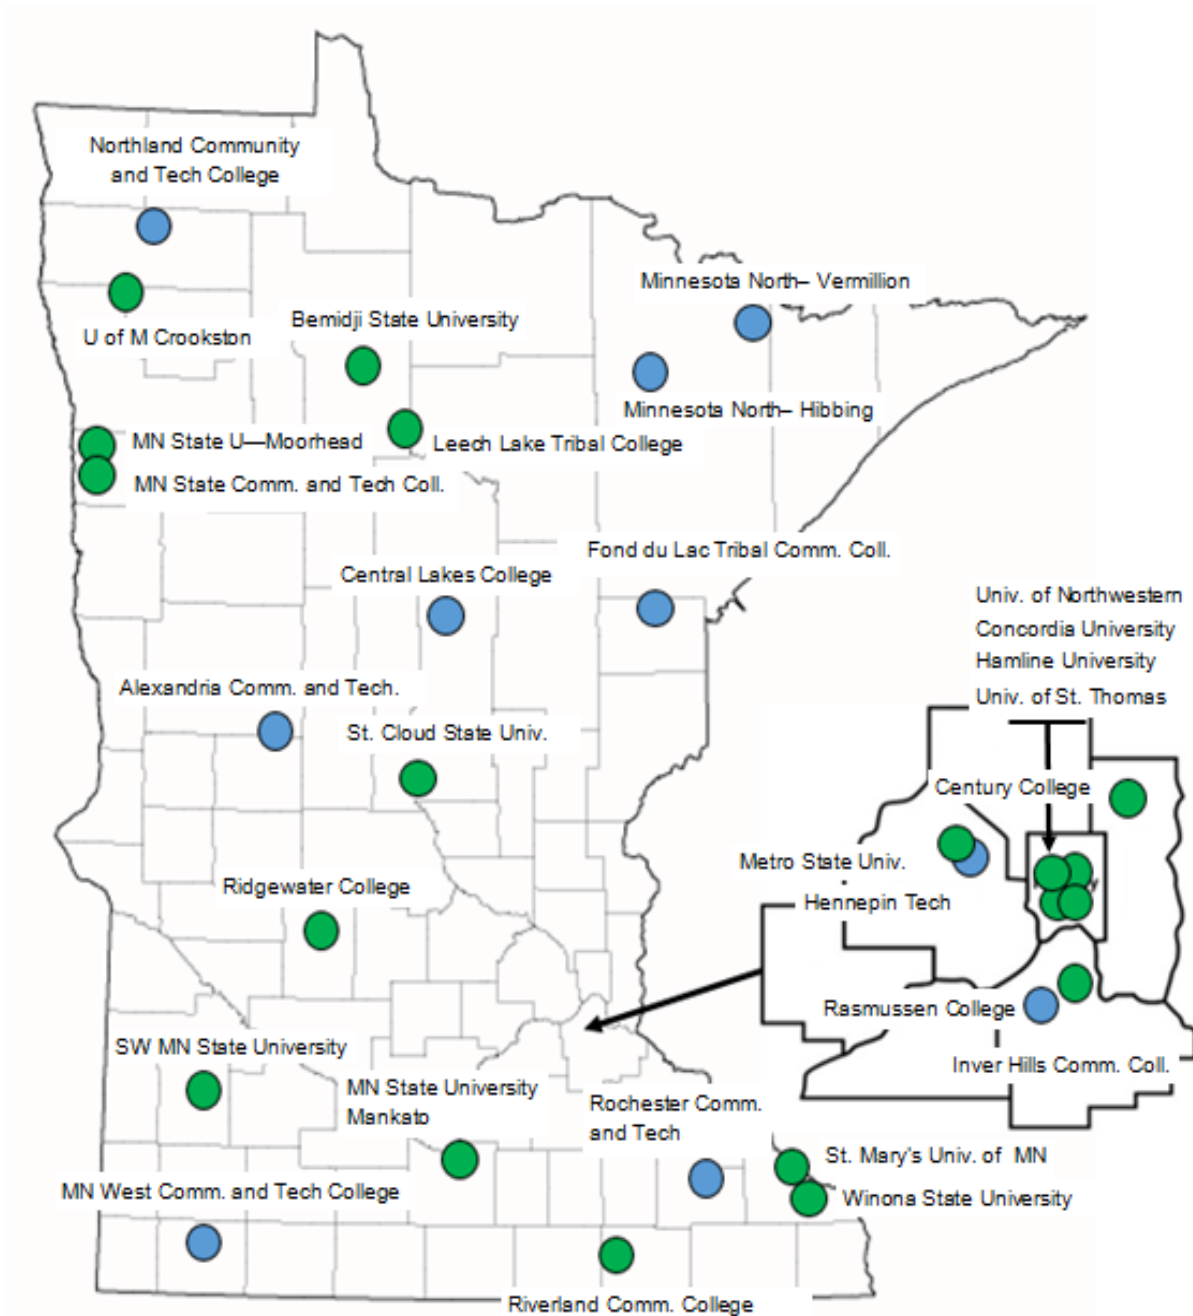 Northland Community
and Tech College
U of M Crookston
Bemidji State University
Minnesota North– Vermillion
Minnesota North– Hibbing
MN State U—Moorhead
Leech Lake Tribal College
MN State Comm. and Tech Coll.
Fond du Lac Tribal Comm. Coll.
Central Lakes College
Univ. of Northwestern
Concordia University
Hamline University
Univ. of St. Thomas
Alexandria Comm. and Tech.
St. Cloud State Univ.
Century College
Metro State Univ.
Ridgewater College
Hennepin Tech
Rasmussen College
Inver Hills Comm. Coll.
SW MN State University
MN State University
Mankato
Rochester Comm.
and Tech
St. Mary's Univ. of MN
MN West Comm. and Tech College
Winona State University
Riverland Comm. College